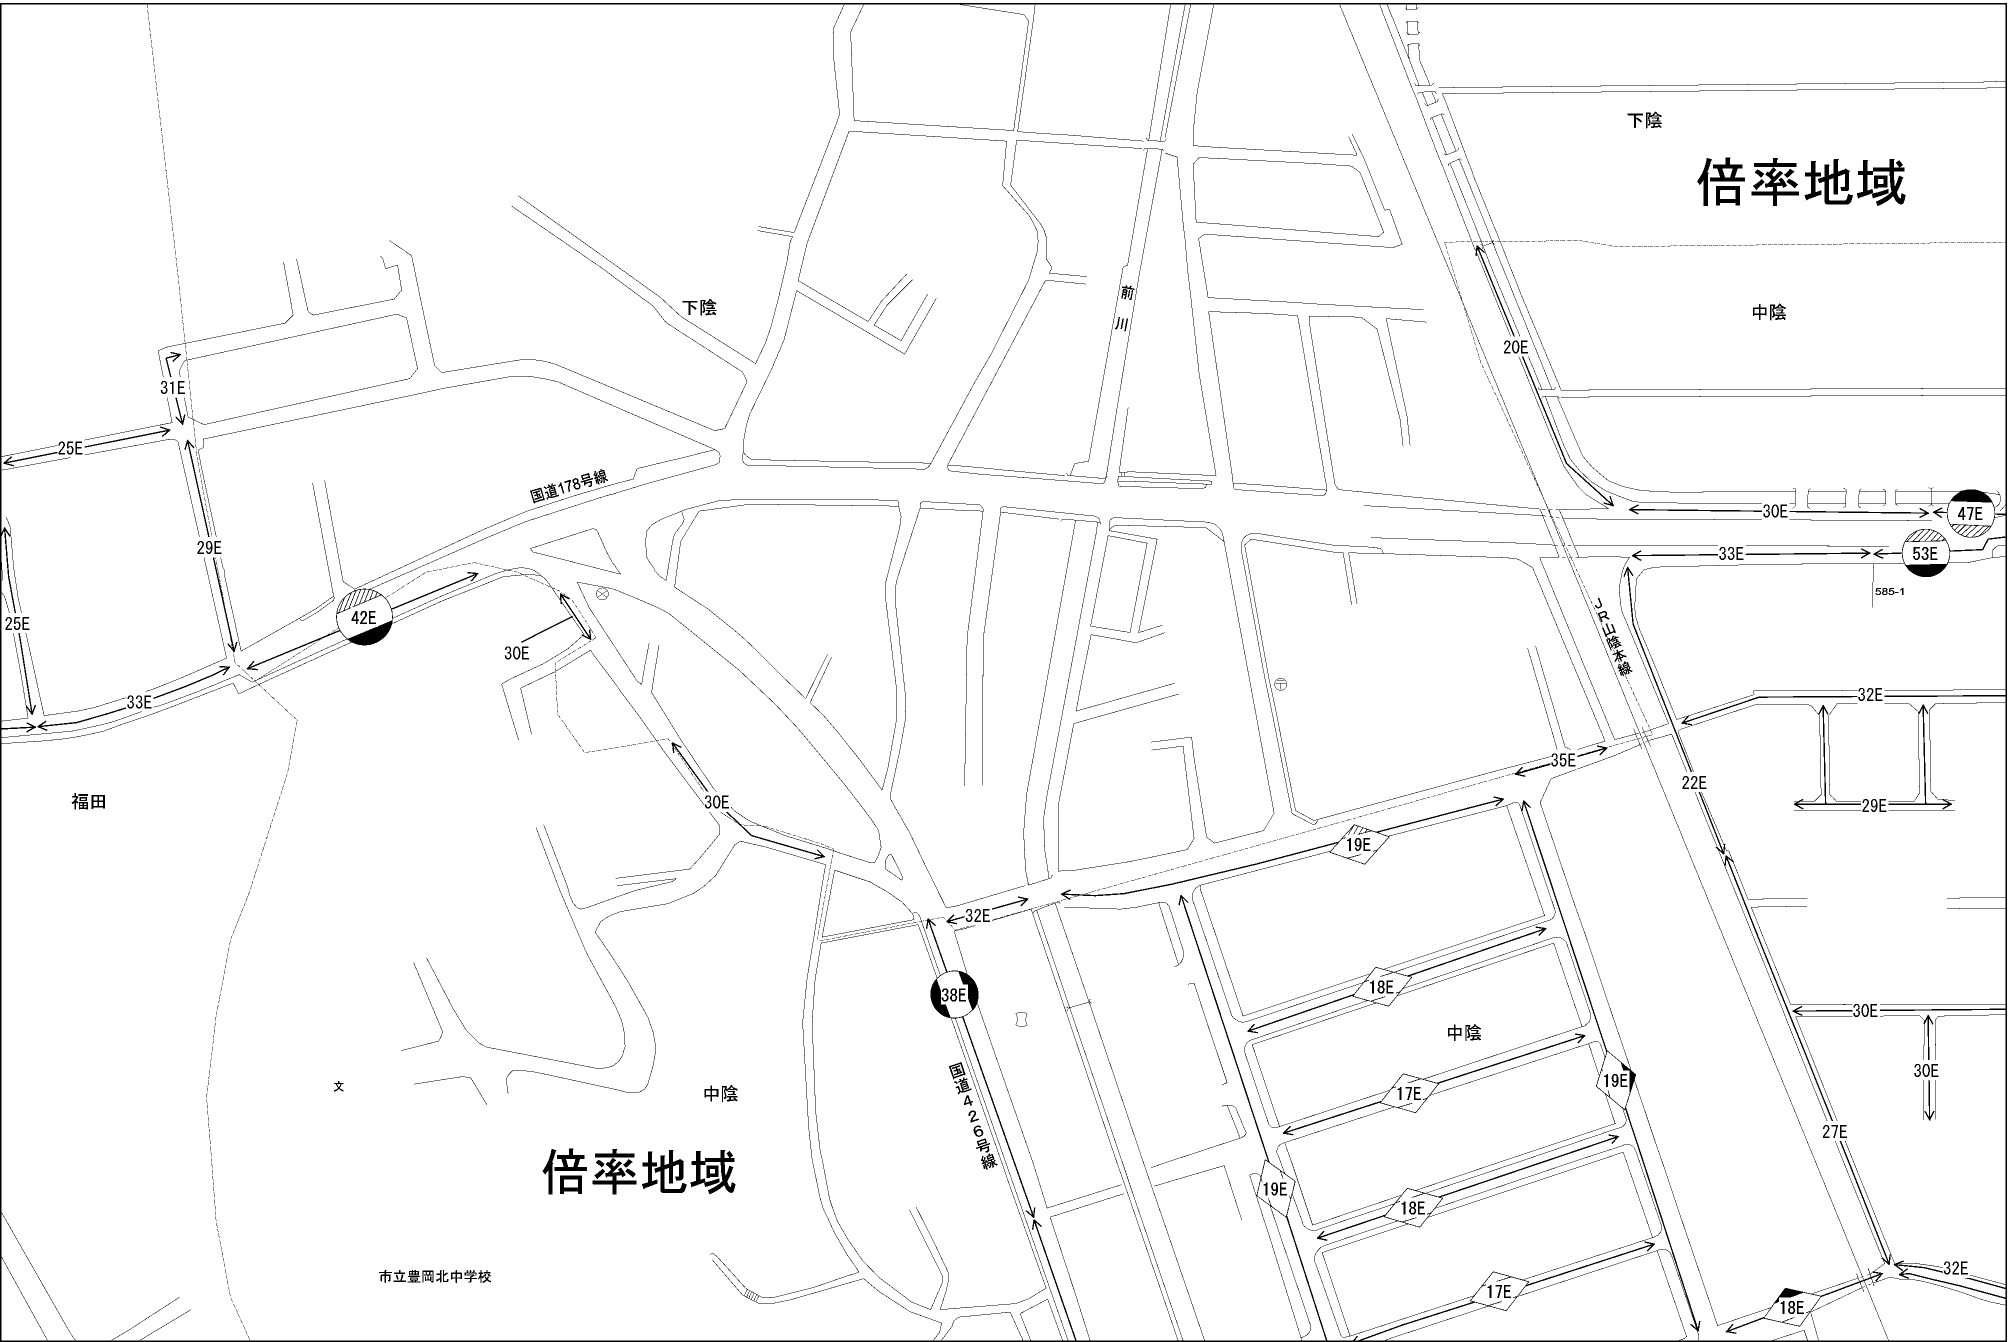 下陰
倍率地域
前川
下陰
中陰
20E
31E
25E
国道178号線
30E
47E
33E
53E
585-1
29E
42E
25E
30E
JR山陰本線
33E
32E
福田
30E
35E
22E
29E
19E
32E
38E
18E
30E
中陰
30E
19E
17E
文
中陰
国道426号線
27E
倍率地域
19E
18E
市立豊岡北中学校
32E
17E
18E